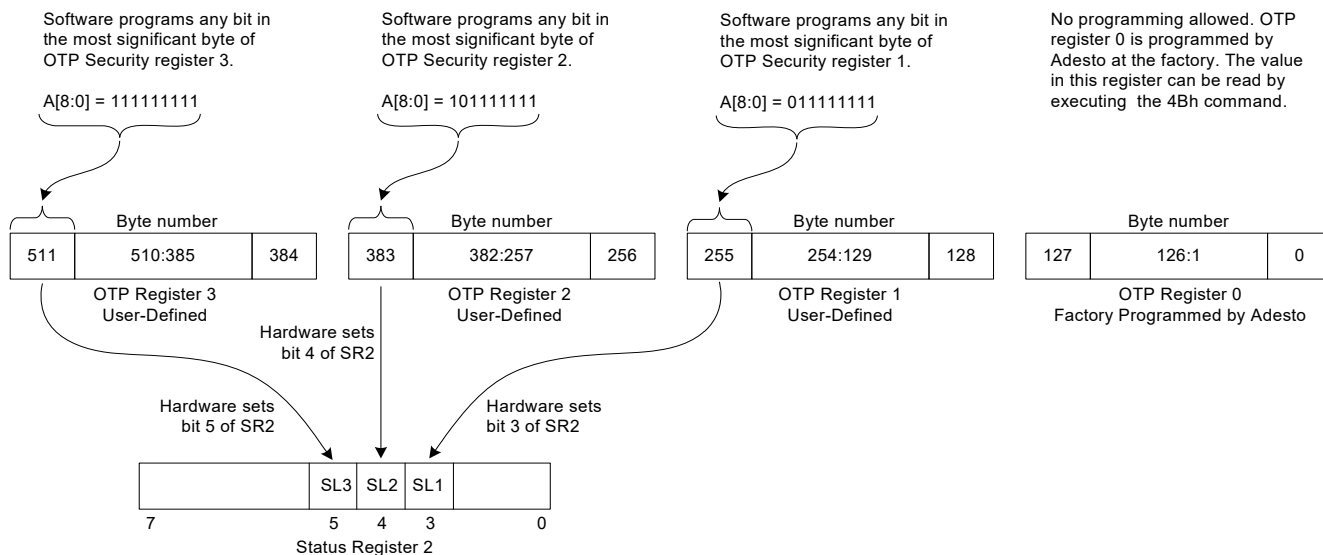 Software programs any bit in
the most significant byte of
OTP Security register 3.
A[8:0] = 111111111
Software programs any bit in
the most significant byte of
OTP Security register 2.
A[8:0] = 101111111
Software programs any bit in
the most significant byte of
OTP Security register 1.
A[8:0] = 011111111
No programming allowed. OTP
register 0 is programmed by
Adesto at the factory. The value
in this register can be read by
executing the 4Bh command.
Byte number
511 510:385 384
OTP Register 3
User-Defined
Byte number
383 382:257 256
OTP Register 2
User-Defined
Byte number
255 254:129 128
OTP Register 1
User-Defined
Byte number
127 126:1 0
OTP Register 0
Factory Programmed by Adesto
Hardware sets
bit 4 of SR2
Hardware sets
bit 5 of SR2
Hardware sets
bit 3 of SR2
SL3 SL2 SL1
7 5 4 3 0
Status Register 2